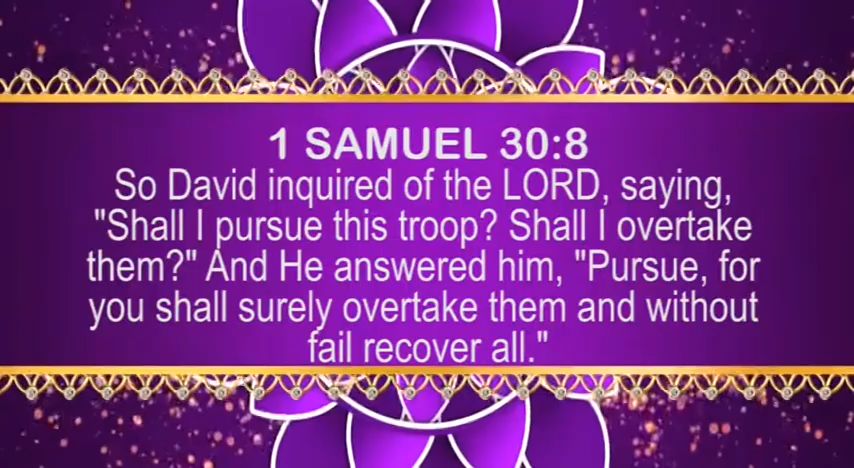 1 SAMUEL 30:8
So David inquired of the LORD, saying,
"Shall I pursue this troop? Shall I overtake
them?" And He answered him, "Pursue, for
you shall surely overtake them and without
fail recover all."